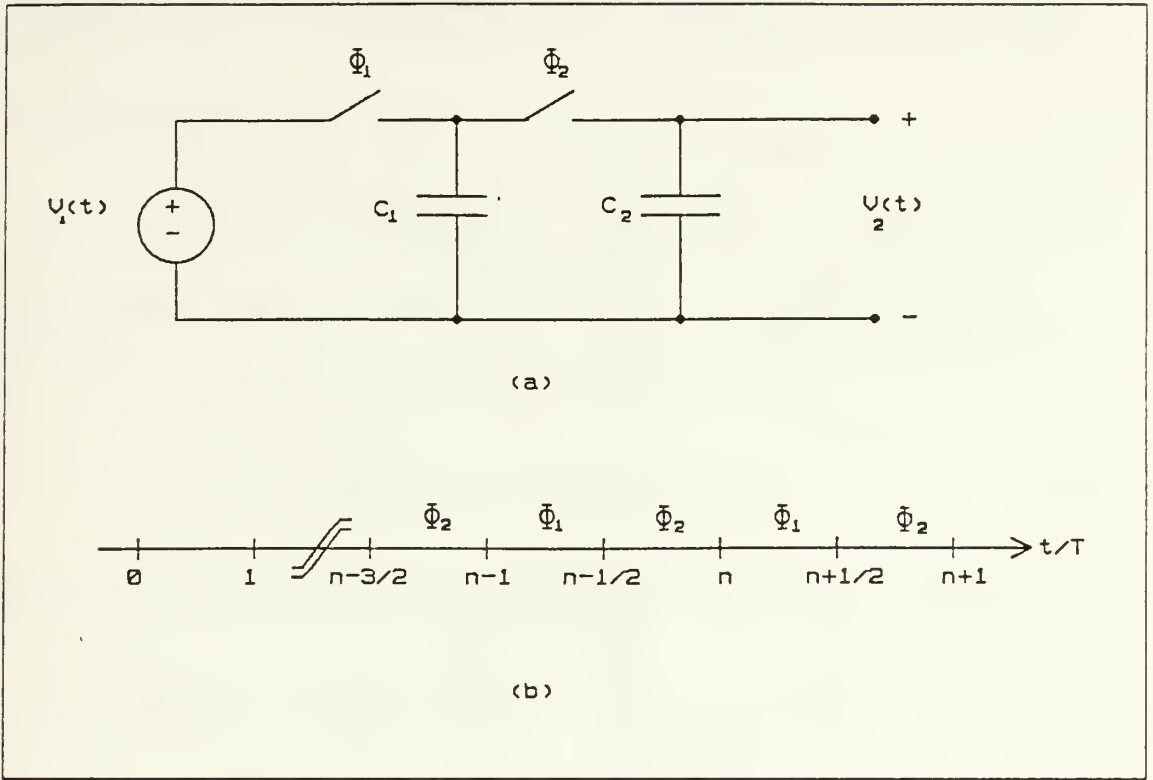 Φ₁ Φ₂
+
V₁(t) + C₁ C₂ V₂(t)
−
−
(a)
Φ₂ Φ₁ Φ₂ Φ₁ Φ₂
t/T
0 1 n-3/2 n-1 n-1/2 n n+1/2 n+1
(b)